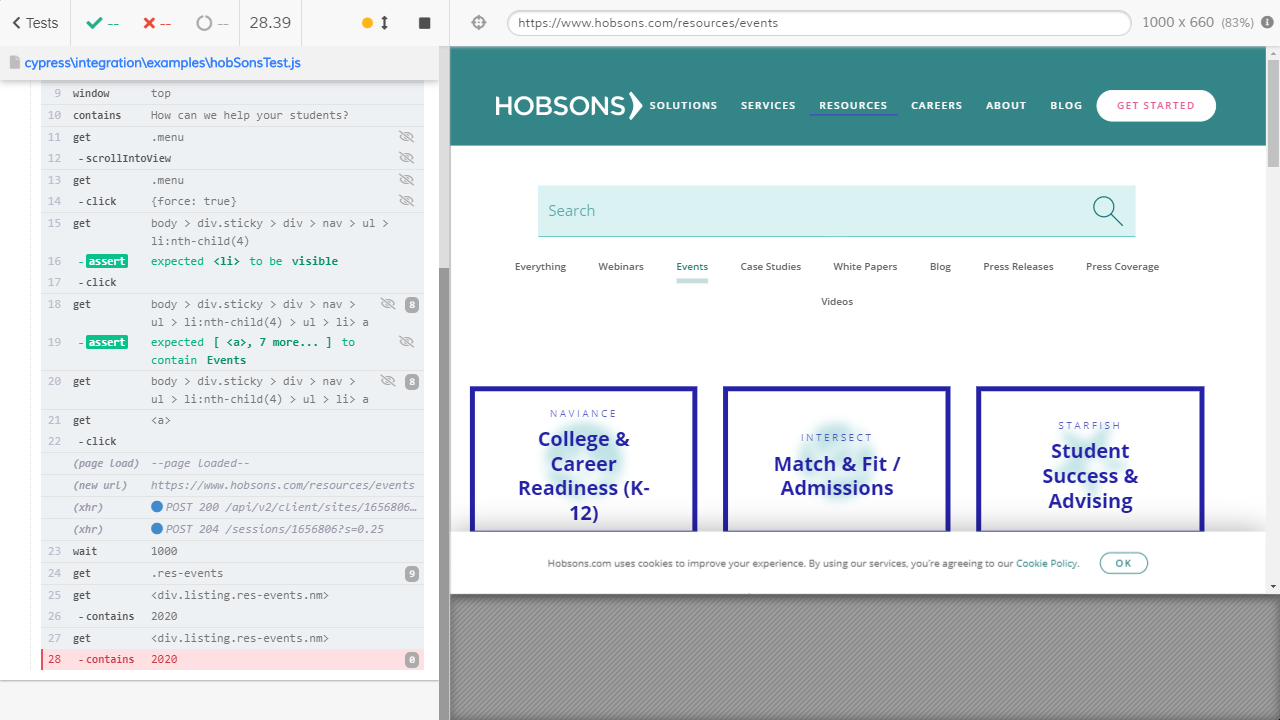 Tests
--
--
--
28.39
https://www.hobsons.com/resources/events
1000 x 660 (83%)
cypress\integration\examples\hobSonsTest.js
9 window top
10 contains How can we help your students?
11 get .menu
12 -scrollIntoView
13 get .menu
14 -click {force: true}
15 get body > div.sticky > div > nav > ul >
li:nth-child(4)
16 -assert expected <li> to be visible
17 -click
18 get body > div.sticky > div > nav > 8
ul > li:nth-child(4) > ul > li> a
19 -assert expected [ <a>, 7 more... ] to
contain Events
20 get body > div.sticky > div > nav > 8
ul > li:nth-child(4) > ul > li> a
21 get <a>
22 -click
(page load) --page loaded--
(new url) https://www.hobsons.com/resources/events
(xhr) POST 200 /api/v2/client/sites/1656806…
(xhr) POST 204 /sessions/1656806?s=0.25
23 wait 1000
24 get .res-events 9
25 get <div.listing.res-events.nm>
26 -contains 2020
27 get <div.listing.res-events.nm>
28 -contains 2020 0
HOBSONS
SOLUTIONS SERVICES RESOURCES CAREERS ABOUT BLOG GET STARTED
Search
Everything Webinars Events Case Studies White Papers Blog Press Releases Press Coverage
Videos
NAVIANCE
College &
Career
Readiness (K-
12)
INTERSECT
Match & Fit /
Admissions
STARFISH
Student
Success &
Advising
Hobsons.com uses cookies to improve your experience. By using our services, you're agreeing to our Cookie Policy. OK